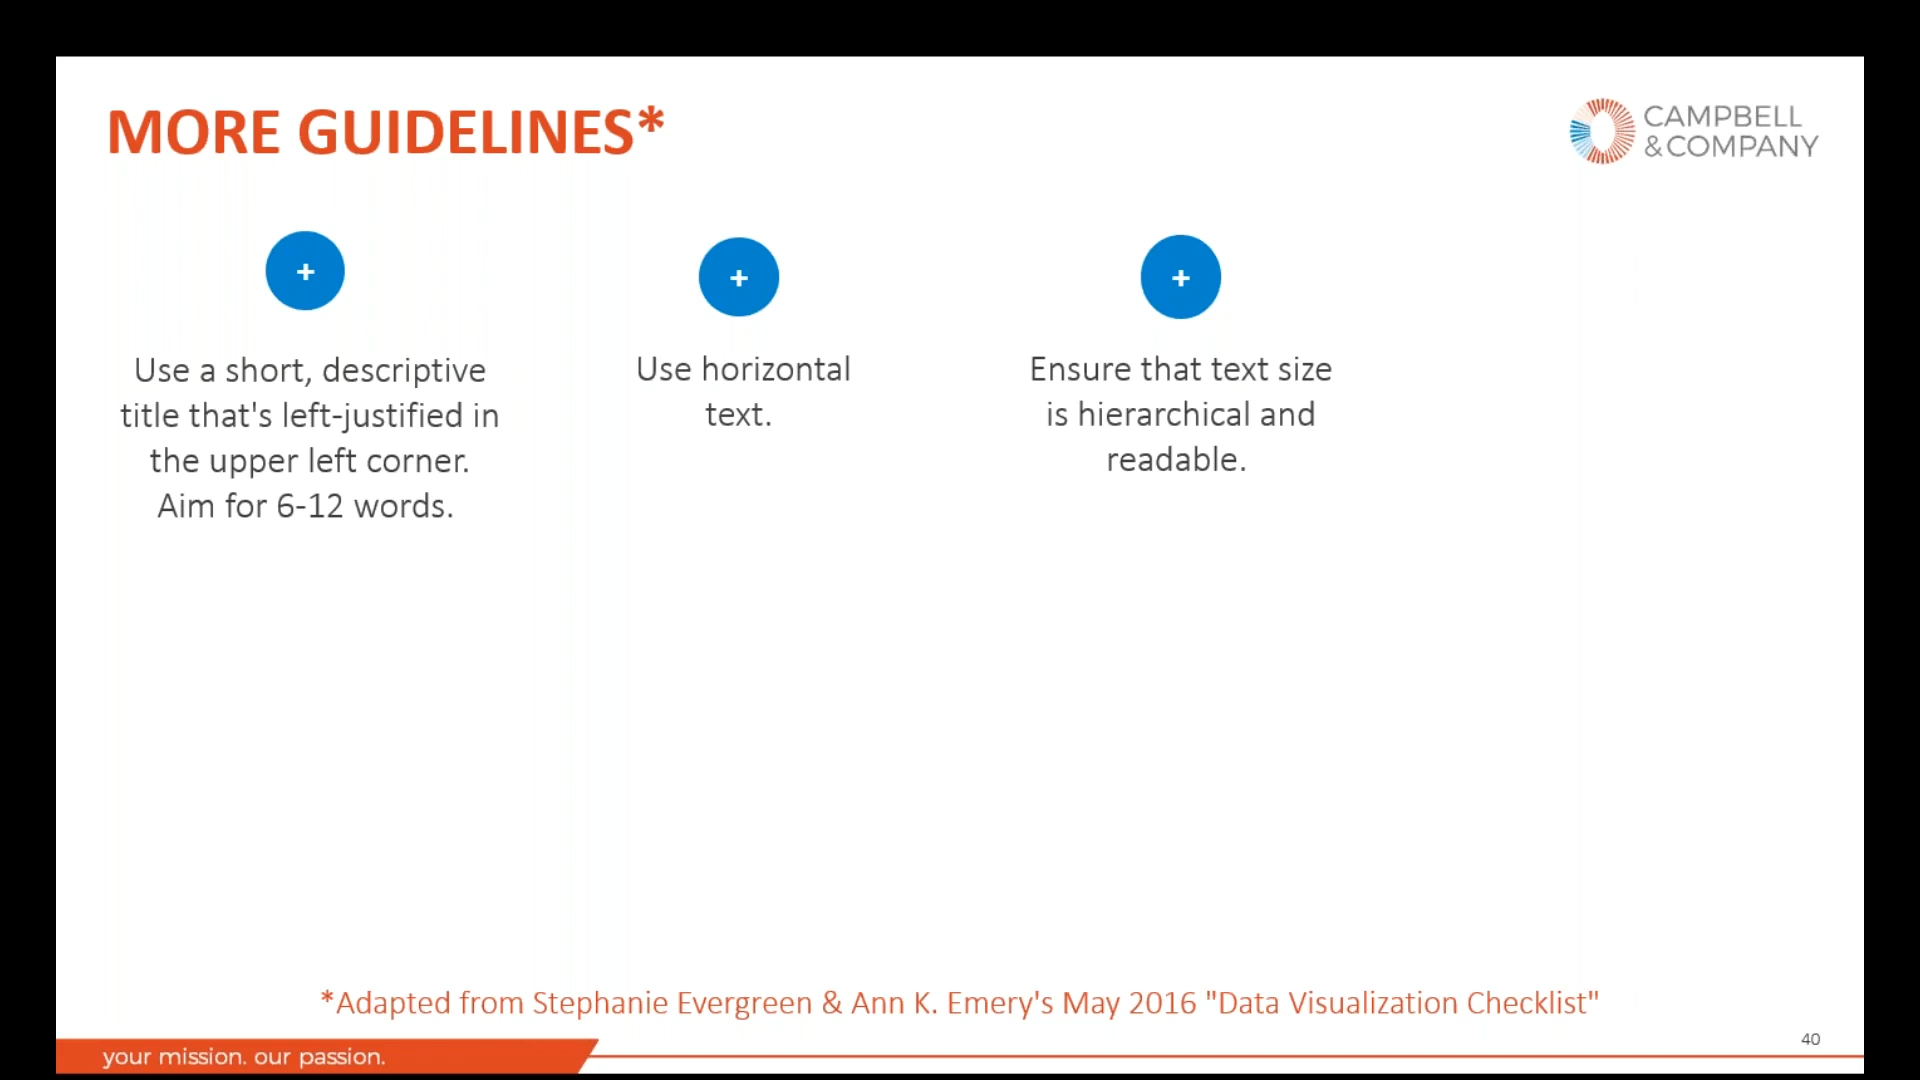 MORE GUIDELINES*
CAMPBELL
&COMPANY
+
+
+
Use a short, descriptive
title that's left-justified in
the upper left corner.
Aim for 6-12 words.
Use horizontal
text.
Ensure that text size
is hierarchical and
readable.
*Adapted from Stephanie Evergreen & Ann K. Emery's May 2016 "Data Visualization Checklist"
40
your mission. our passion.